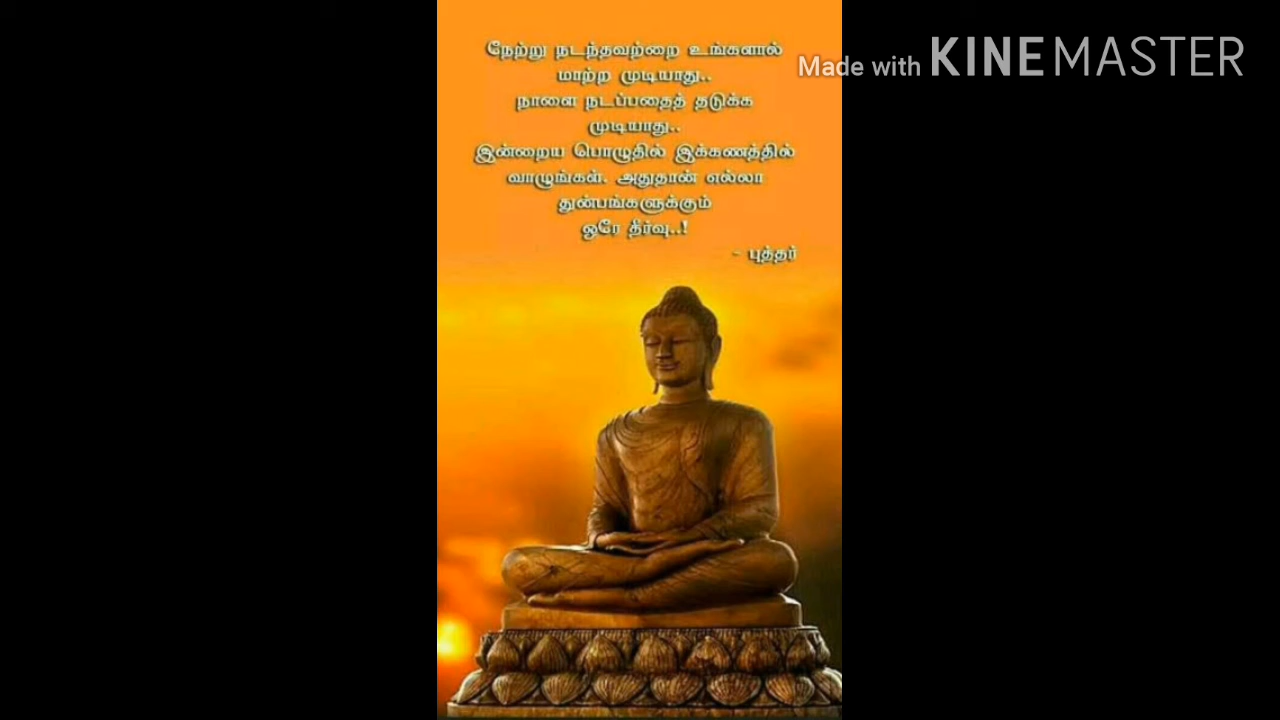 நேற்று நடந்தவற்றை உங்களால்
மாற்ற முடியாது..
நாளை நடப்பதைத் தடுக்க
முடியாது..
இன்றைய பொழுதில் இக்கணத்தில்
வாழுங்கள். அதுதான் எல்லா
துன்பங்களுக்கும்
ஒரே தீர்வு..!
- புத்தர்
Made with KINEMASTER